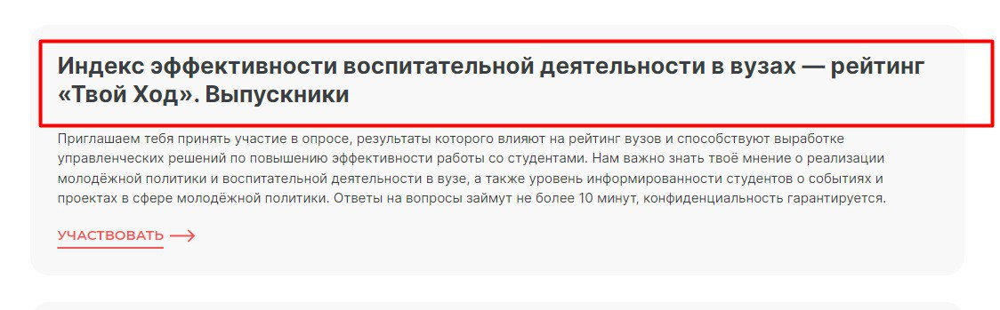 Индекс эффективности воспитательной деятельности в вузах — рейтинг
«Твой Ход». Выпускники
Приглашаем тебя принять участие в опросе, результаты которого влияют на рейтинг вузов и способствуют выработке
управленческих решений по повышению эффективности работы со студентами. Нам важно знать твоё мнение о реализации
молодёжной политики и воспитательной деятельности в вузе, а также уровень информированности студентов о событиях и
проектах в сфере молодёжной политики. Ответы на вопросы займут не более 10 минут, конфиденциальность гарантируется.
УЧАСТВОВАТЬ